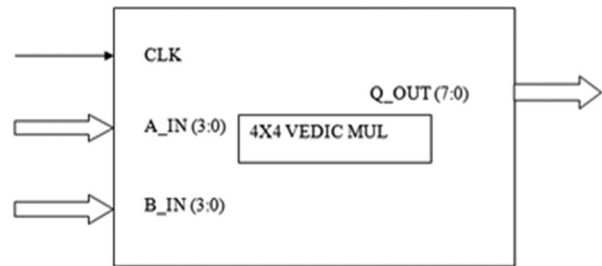 CLK
Q_OUT (7:0)
A_IN (3:0)
4X4 VEDIC MUL
B_IN (3:0)